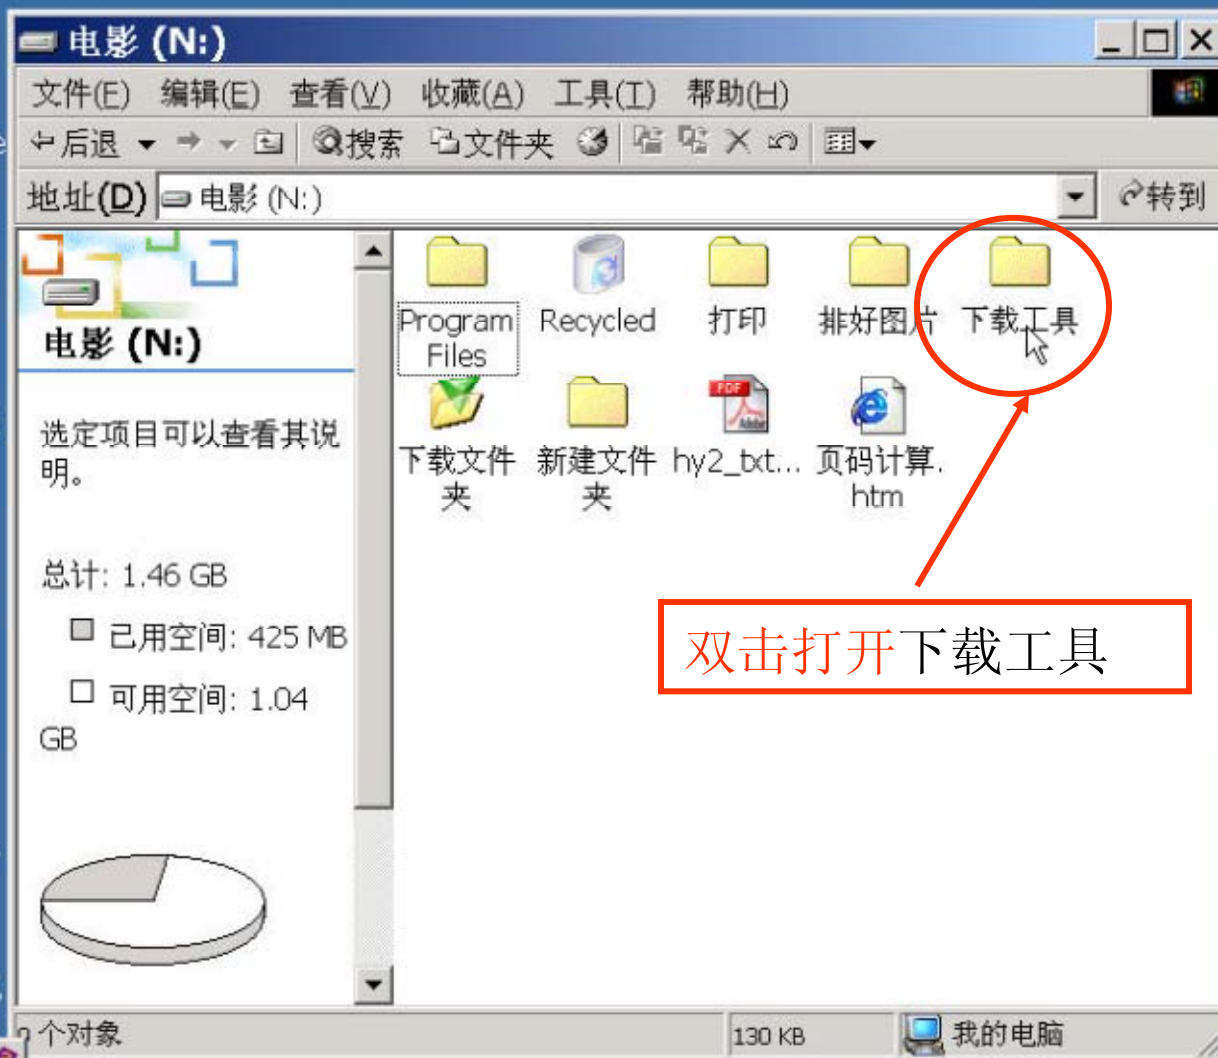 电影 (N:)
文件(F) 编辑(E) 查看(V) 收藏(A) 工具(T) 帮助(H)
后退 搜索 文件夹
地址(D) 电影 (N:) 转到
电影 (N:)
选定项目可以查看其说
明。
总计: 1.46 GB
已用空间: 425 MB
可用空间: 1.04
GB
Program
Files
Recycled
打印
排好图片
下载工具
下载文件
夹
新建文件
夹
PDF
Adobe
hy2_txt...
页码计算.
htm
双击打开下载工具
个对象
130 KB
我的电脑